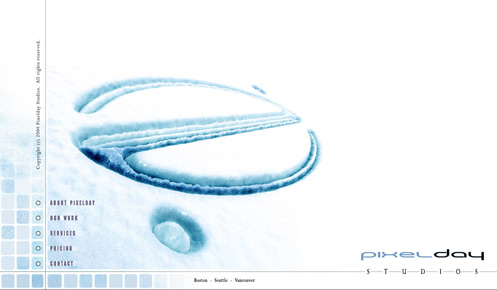 Copyright (c) 2004 Pixelday Studios. All rights reserved.
ABOUT PIXELDAY
OUR WORK
SERVICES
PRICING
CONTACT
pixelday
STUDIOS
Boston - Seattle - Vancouver